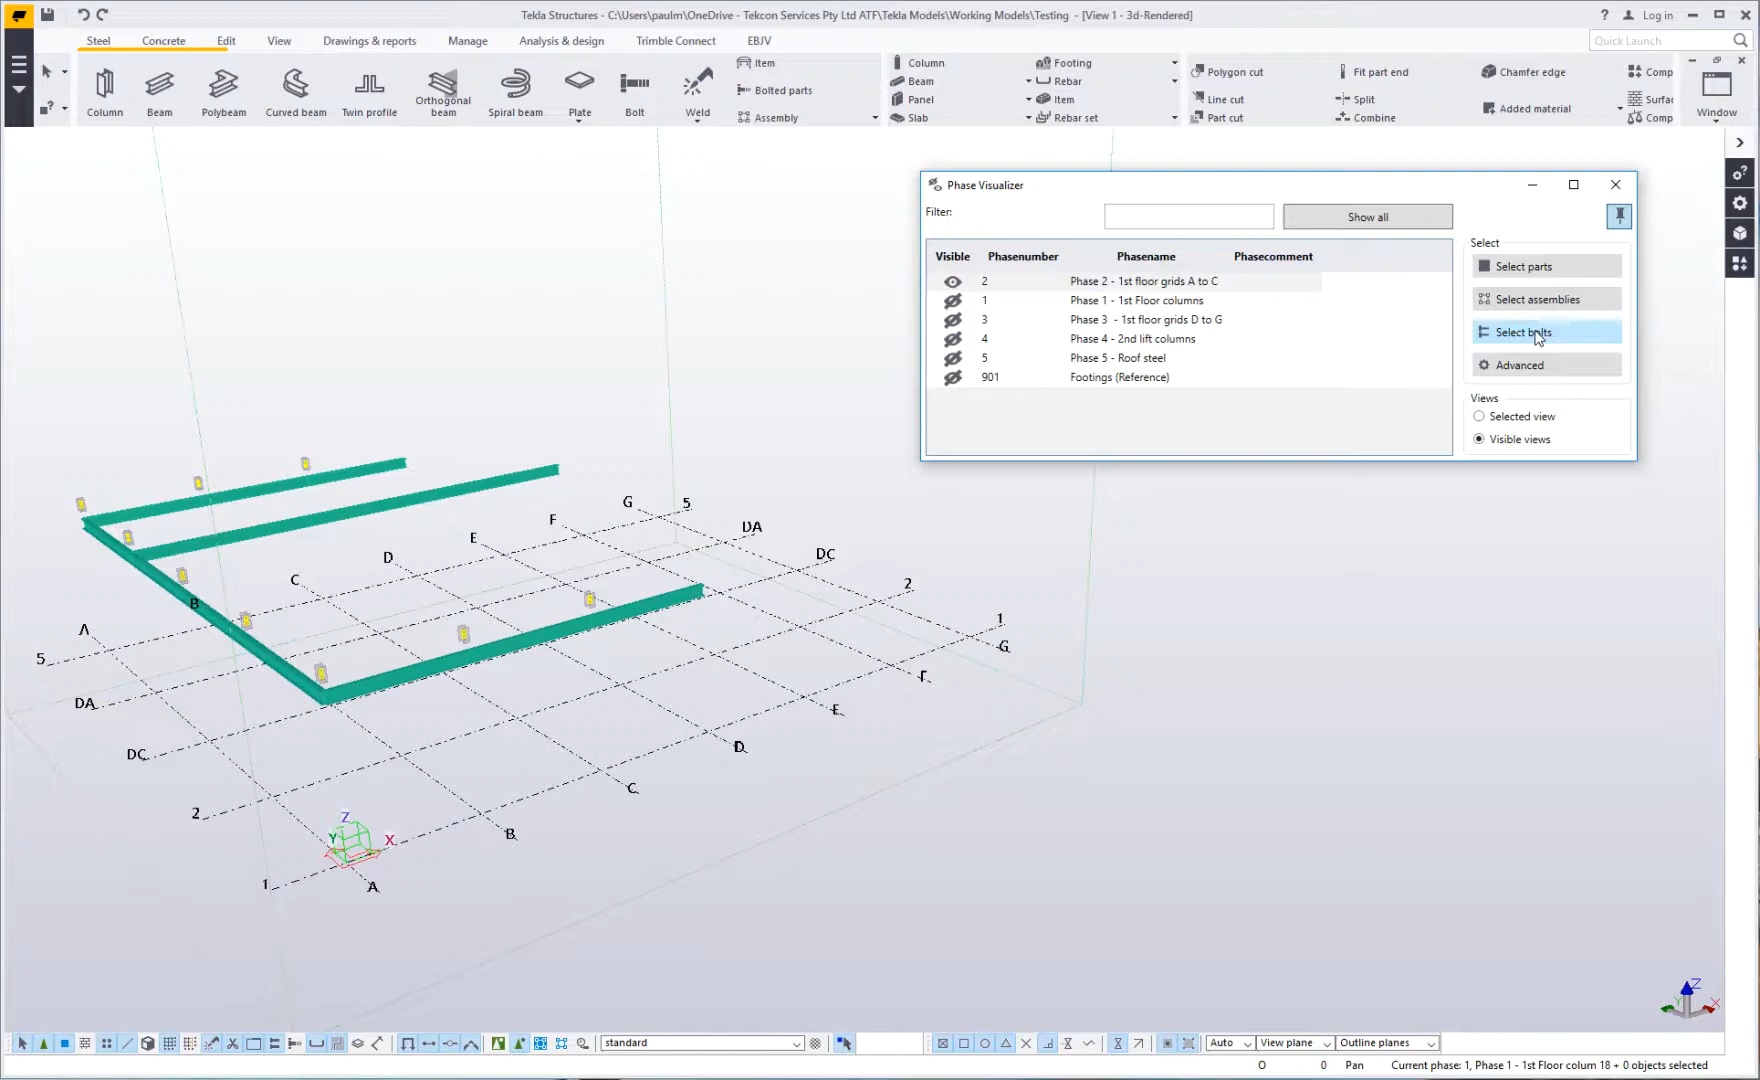 Tekla Structures - C:\Users\paulm\OneDrive - Tekcon Services Pty Ltd ATF\Tekla Models\Working Models\Testing - [View 1 - 3d-Rendered]
? Log in
Steel Concrete Edit View Drawings & reports Manage Analysis & design Trimble Connect EBJV
Quick Launch
Column Beam Polybeam Curved beam Twin profile Orthogonal beam Spiral beam Plate Bolt Weld
Item
Bolted parts
Assembly
Column
Beam
Panel
Slab
Footing
Rebar
Item
Rebar set
Polygon cut
Line cut
Part cut
Fit part end
Split
Combine
Chamfer edge
Added material
Comp
Surfa
Comp
Window
Phase Visualizer
Filter:
Show all
Visible Phasenumber Phasename Phasecomment
2 Phase 2 - 1st floor grids A to C
1 Phase 1 - 1st Floor columns
3 Phase 3 - 1st floor grids D to G
4 Phase 4 - 2nd lift columns
5 Phase 5 - Roof steel
901 Footings (Reference)
Select
Select parts
Select assemblies
Select bolts
Advanced
Views
Selected view
Visible views
G 5
F DA
E
D DC
C
2
B
A 1
5 G
F
DA E
D
DC
C
2
Z
Y X
B
1 A
Z
Y X
standard
Auto View plane Outline planes
O 0 Pan Current phase: 1, Phase 1 - 1st Floor colum 18 + 0 objects selected